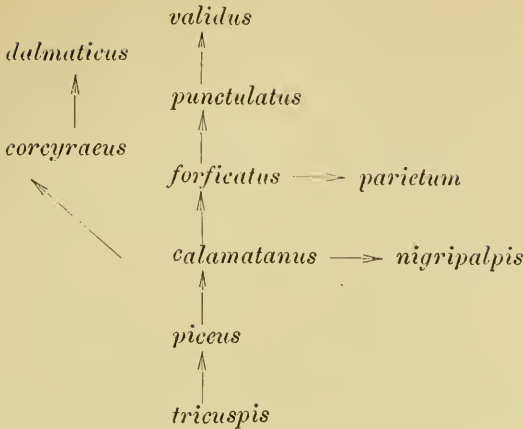 validus
dalmaticus
punctulatus
corcyraeus
forficatus
parietum
calamatanus
nigripalpis
piceus
tricuspis